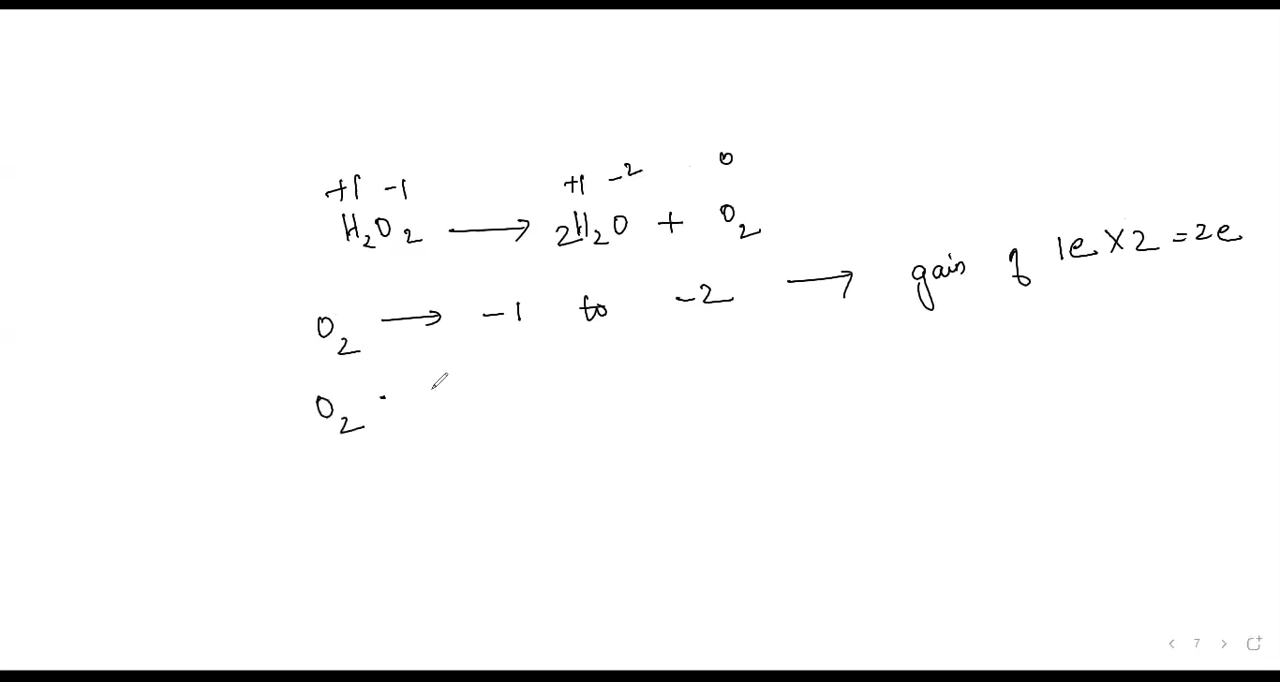 +1 -1 +1 -2 0
H₂O₂ ⟶ 2H₂O + O₂
O₂ ⟶ -1 to -2 ⟶ gain of 1e × 2 = 2e
O₂ ·
< 7 >